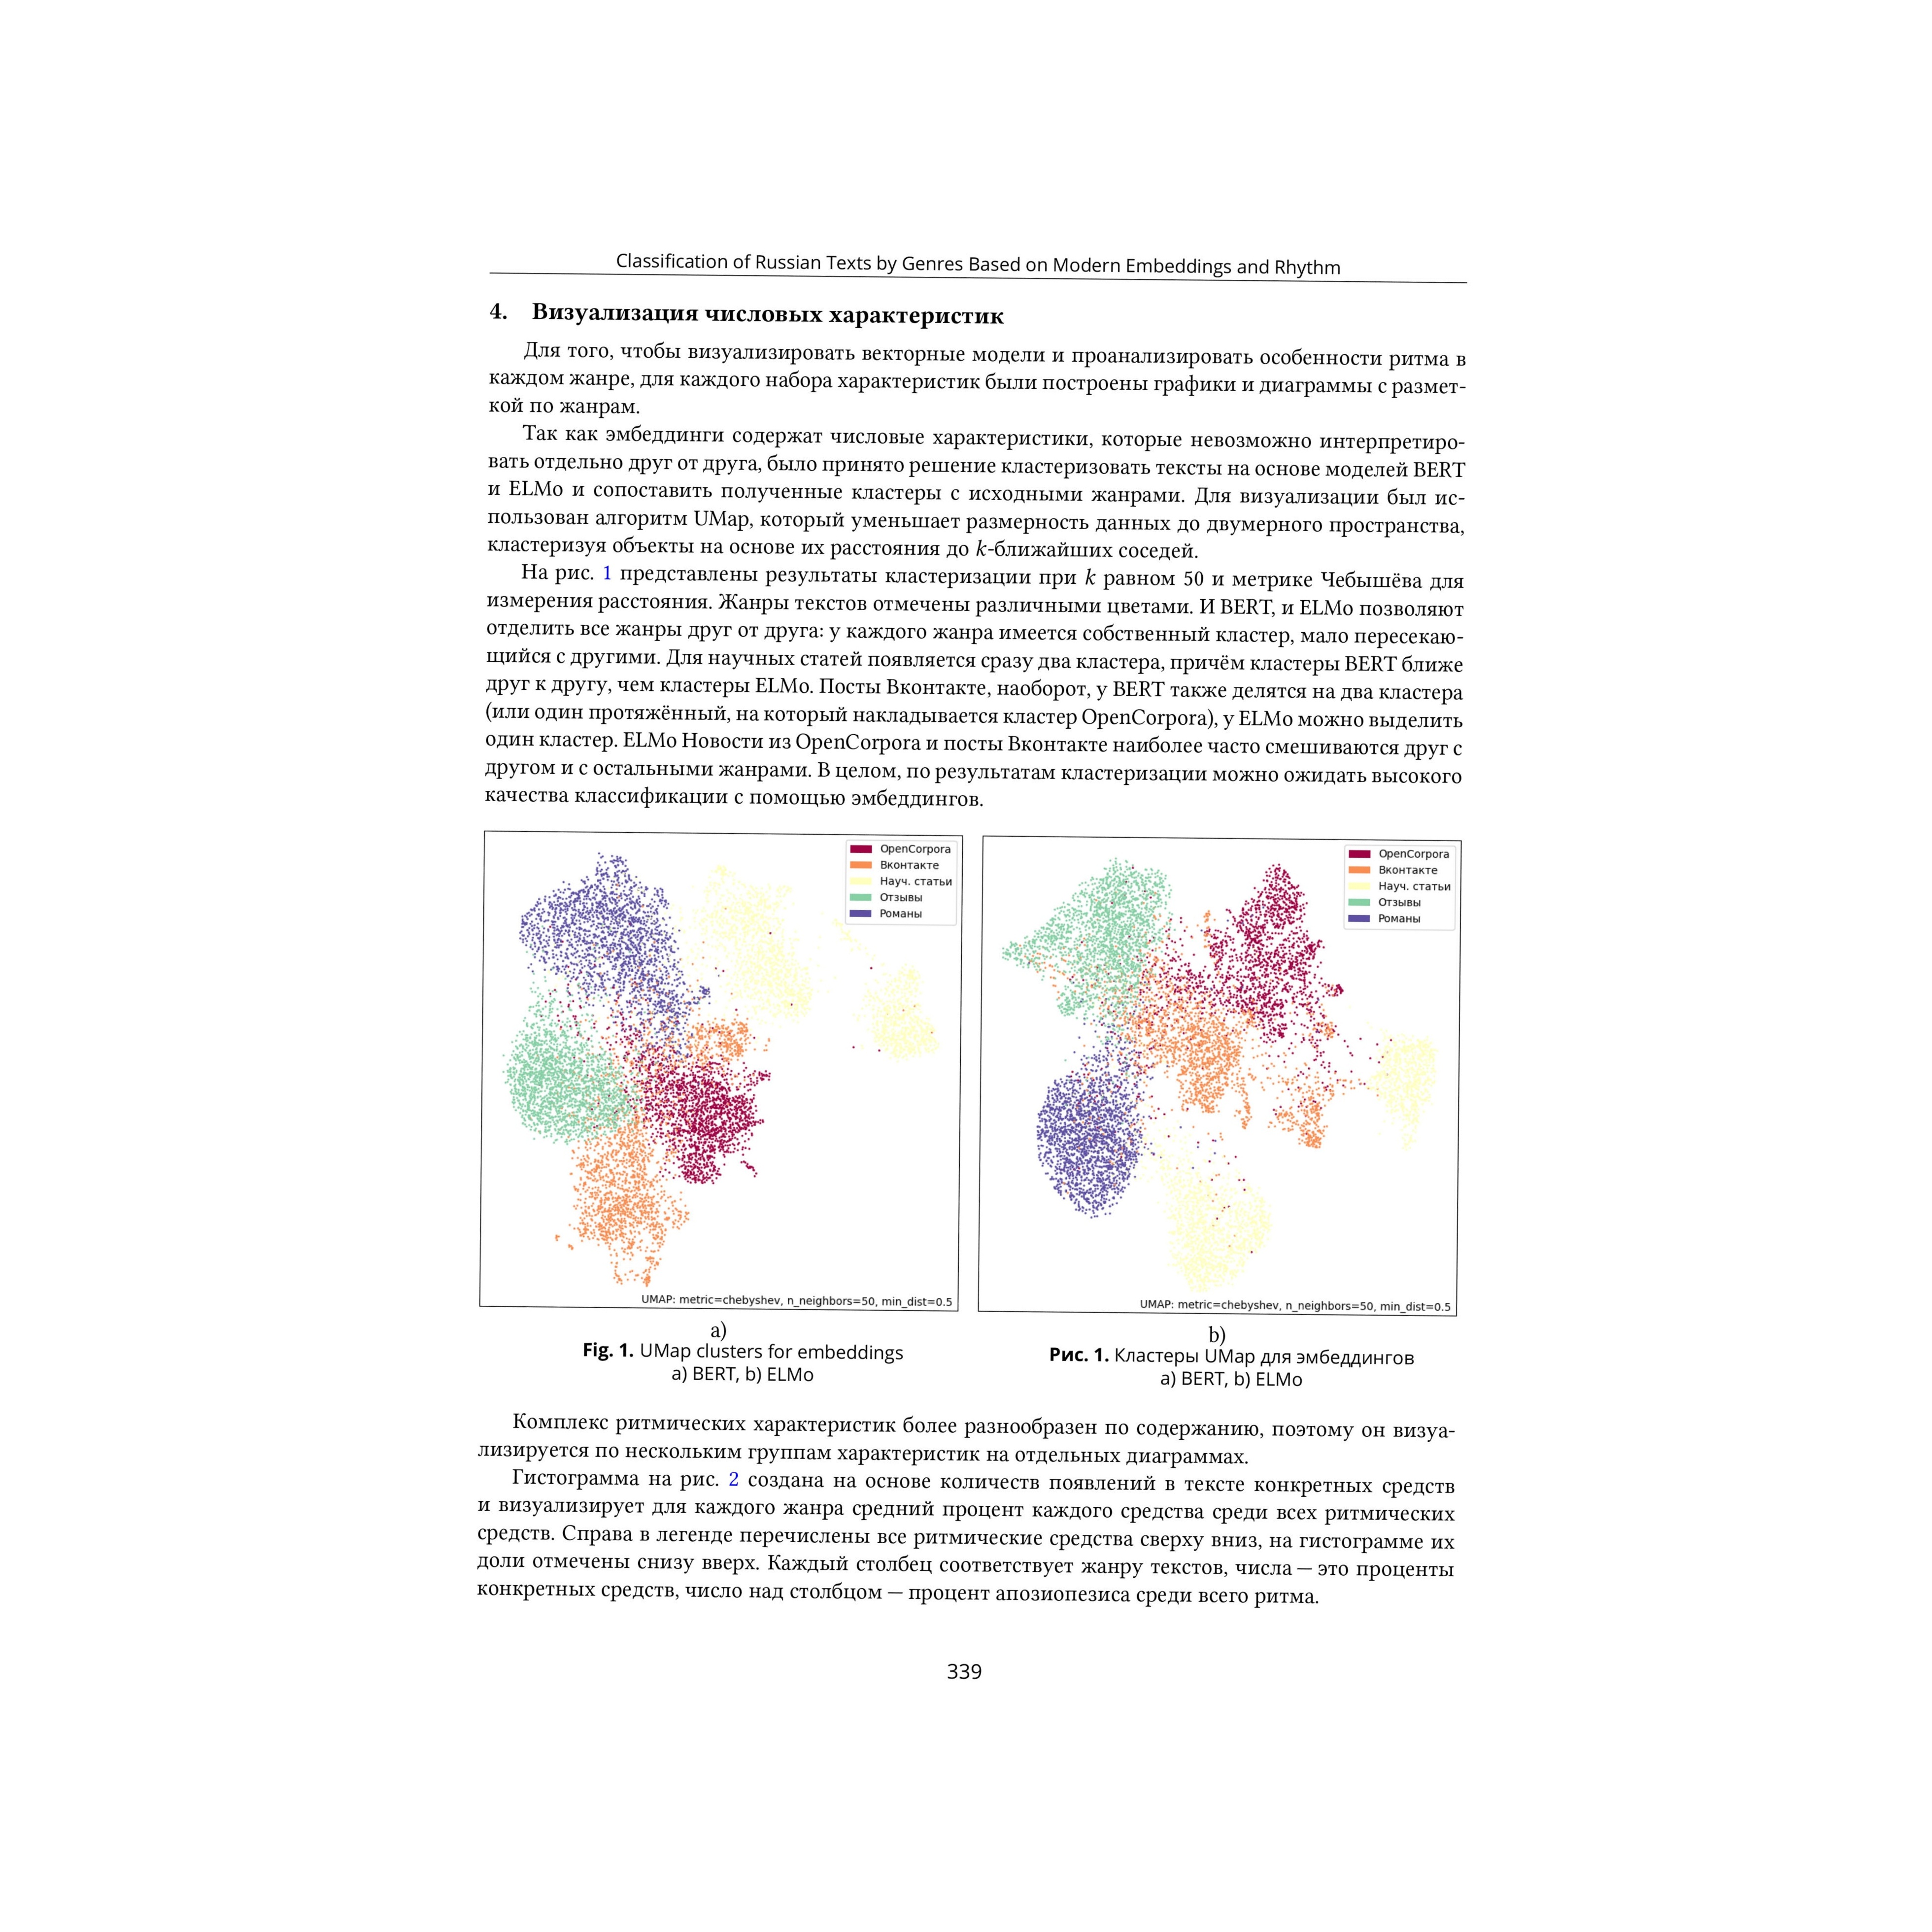 Classification of Russian Texts by Genres Based on Modern Embeddings and Rhythm
4. Визуализация числовых характеристик
Для того, чтобы визуализировать векторные модели и проанализировать особенности ритма в
каждом жанре, для каждого набора характеристик были построены графики и диаграммы с размет-
кой по жанрам.
Так как эмбеддинги содержат числовые характеристики, которые невозможно интерпретиро-
вать отдельно друг от друга, было принято решение кластеризовать тексты на основе моделей BERT
и ELMo и сопоставить полученные кластеры с исходными жанрами. Для визуализации был ис-
пользован алгоритм UMap, который уменьшает размерность данных до двумерного пространства,
кластеризуя объекты на основе их расстояния до k-ближайших соседей.
На рис. 1 представлены результаты кластеризации при k равном 50 и метрике Чебышёва для
измерения расстояния. Жанры текстов отмечены различными цветами. И BERT, и ELMo позволяют
отделить все жанры друг от друга: у каждого жанра имеется собственный кластер, мало пересекаю-
щийся с другими. Для научных статей появляется сразу два кластера, причём кластеры BERT ближе
друг к другу, чем кластеры ELMo. Посты Вконтакте, наоборот, у BERT также делятся на два кластера
(или один протяжённый, на который накладывается кластер OpenCorpora), у ELMo можно выделить
один кластер. ELMo Новости из OpenCorpora и посты Вконтакте наиболее часто смешиваются друг с
другом и с остальными жанрами. В целом, по результатам кластеризации можно ожидать высокого
качества классификации с помощью эмбеддингов.
OpenCorpora
Вконтакте
Науч. статьи
Отзывы
Романы
UMAP: metric=chebyshev, n_neighbors=50, min_dist=0.5
a)
Fig. 1. UMap clusters for embeddings
a) BERT, b) ELMo
OpenCorpora
Вконтакте
Науч. статьи
Отзывы
Романы
UMAP: metric=chebyshev, n_neighbors=50, min_dist=0.5
b)
Рис. 1. Кластеры UMap для эмбеддингов
a) BERT, b) ELMo
Комплекс ритмических характеристик более разнообразен по содержанию, поэтому он визуа-
лизируется по нескольким группам характеристик на отдельных диаграммах.
Гистограмма на рис. 2 создана на основе количеств появлений в тексте конкретных средств
и визуализирует для каждого жанра средний процент каждого средства среди всех ритмических
средств. Справа в легенде перечислены все ритмические средства сверху вниз, на гистограмме их
доли отмечены снизу вверх. Каждый столбец соответствует жанру текстов, числа — это проценты
конкретных средств, число над столбцом — процент апозиопезиса среди всего ритма.
339